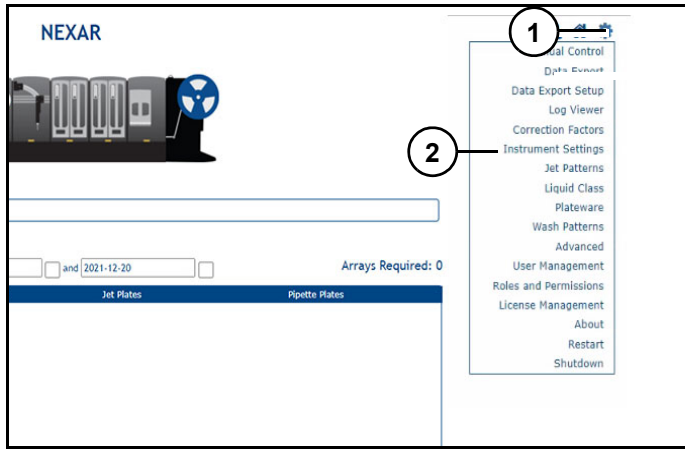 NEXAR
1
ual Control
Data Export
Data Export Setup
Log Viewer
Correction Factors
2
Instrument Settings
Jet Patterns
Liquid Class
Plateware
Wash Patterns
Advanced
User Management
Roles and Permissions
License Management
About
Restart
Shutdown
and 2021-12-20
Arrays Required: 0
Jet Plates Pipette Plates